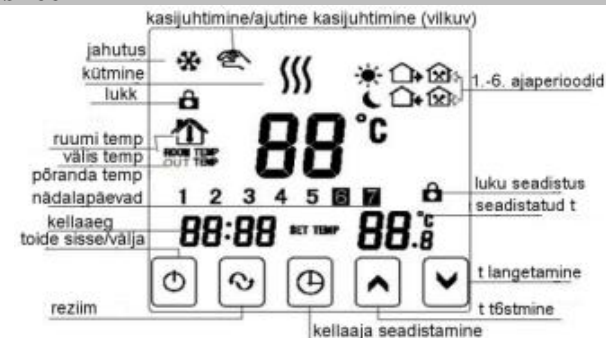 kasijuhtimine/ajutine kasijuhtimine (vilkuv)
jahutus
kütmine
lukk
1.-6. ajaperioodid
88 °C
ruumi temp
välis temp
põranda temp
ROOM TEMP
OUT TEMP
nädalapäevad
1 2 3 4 5 6 7
luku seadistus
seadistatud t
kellaaeg
toide sisse/välja
88:88 SET TEMP 88.8 °C
t langetamine
reziim
t t6stmine
kellaaja seadistamine